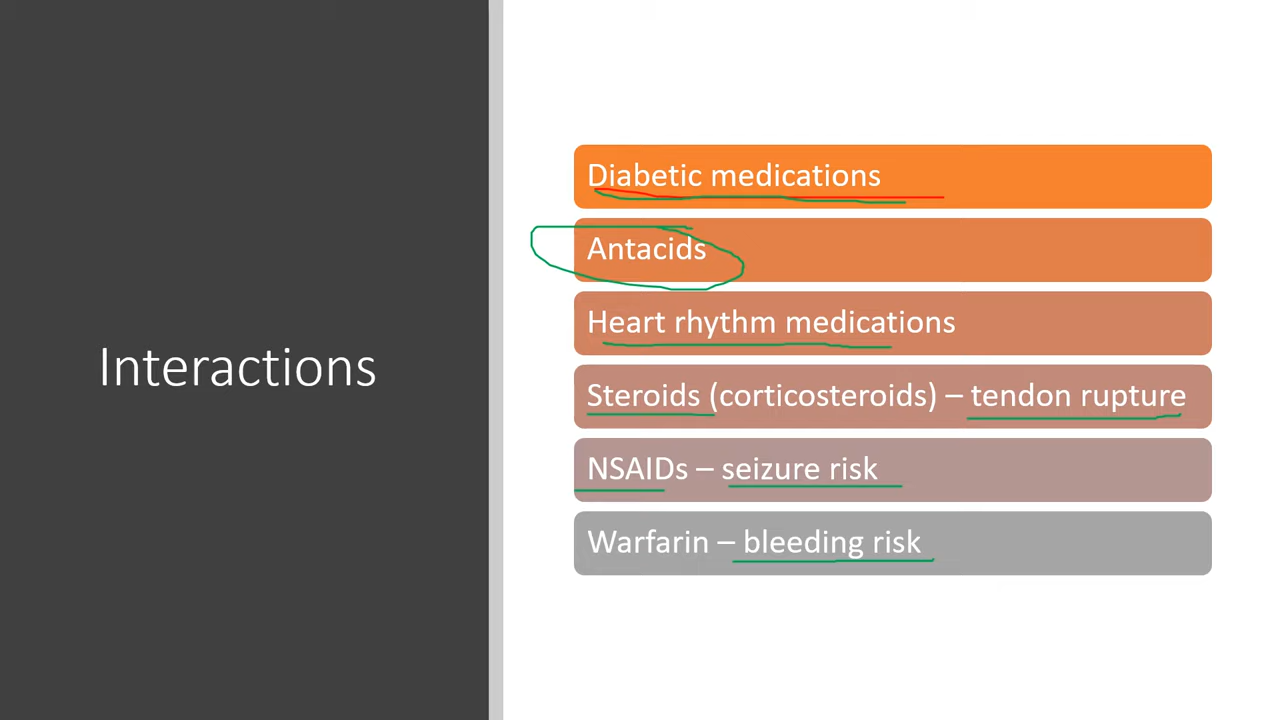 Interactions
Diabetic medications
Antacids
Heart rhythm medications
Steroids (corticosteroids) – tendon rupture
NSAIDs – seizure risk
Warfarin – bleeding risk